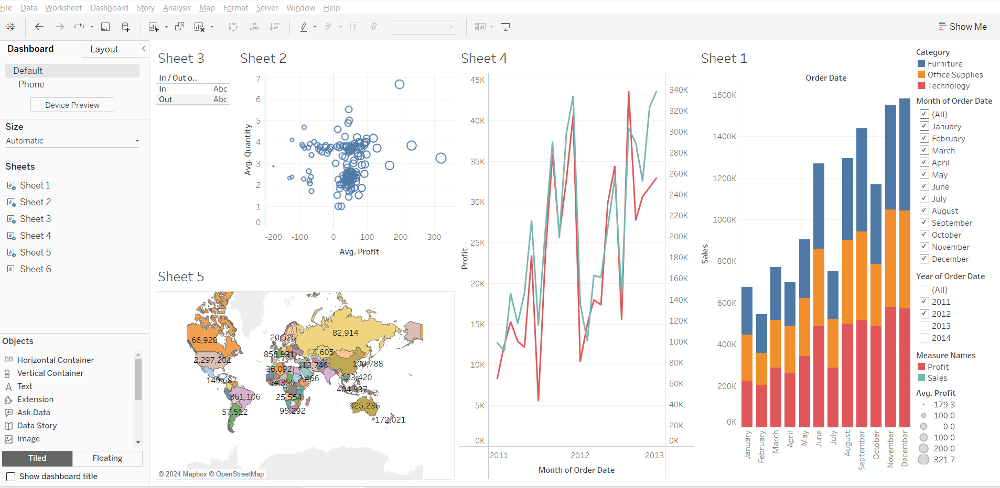 File Data Worksheet Dashboard Story Analysis Map Format Server Window Help
Show Me
Dashboard Layout
Default
Phone
Device Preview
Size
Automatic
Sheets
Sheet 1
Sheet 2
Sheet 3
Sheet 4
Sheet 5
Sheet 6
Objects
Horizontal Container
Vertical Container
Text
Extension
Ask Data
Data Story
Image
Tiled Floating
Show dashboard title
Sheet 3
In / Out o..
In Abc
Out Abc
Sheet 2
Avg. Quantity
7
6
5
4
3
2
1
0
-200 -100 0 100 200 300
Avg. Profit
Sheet 5
82,914
20,525
66,928
858,931 4,605
2,297,201 100,788
36,092 113,746
149,687 54,350 2,466 183,420
404,887
361,106 25,554
925,236
57,512 95,292
172,021
© 2024 Mapbox © OpenStreetMap
Sheet 4
Profit
45K
40K
35K
30K
25K
20K
15K
10K
5K
0K
340K
320K
300K
280K
260K
240K
220K
200K
180K
160K
140K
120K
100K
80K
60K
40K
20K
0K
2011 2012 2013
Month of Order Date
Sheet 1
Order Date
Sales
1600K
1400K
1200K
1000K
800K
600K
400K
200K
0K
January
February
March
April
May
June
July
August
September
October
November
December
Category
Furniture
Office Supplies
Technology
Month of Order Date
(All)
January
February
March
April
May
June
July
August
September
October
November
December
Year of Order Date
(All)
2011
2012
2013
2014
Measure Names
Profit
Sales
Avg. Profit
-179.3
-100.0
0.0
100.0
200.0
321.7